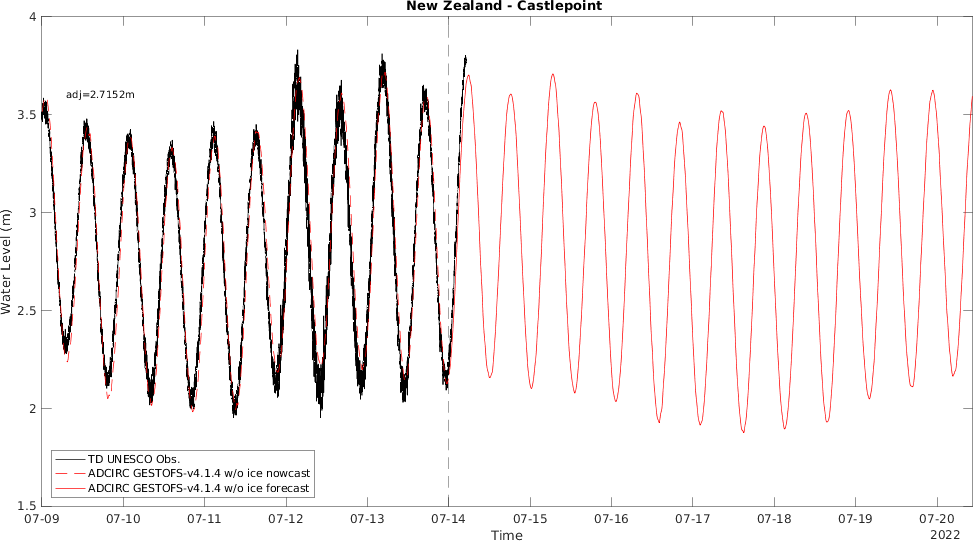 New Zealand - Castlepoint
4
3.5
3
2.5
2
1.5
Water Level (m)
adj=2.7152m
TD UNESCO Obs.
ADCIRC GESTOFS-v4.1.4 w/o ice nowcast
ADCIRC GESTOFS-v4.1.4 w/o ice forecast
07-09 07-10 07-11 07-12 07-13 07-14 07-15 07-16 07-17 07-18 07-19 07-20
2022
Time